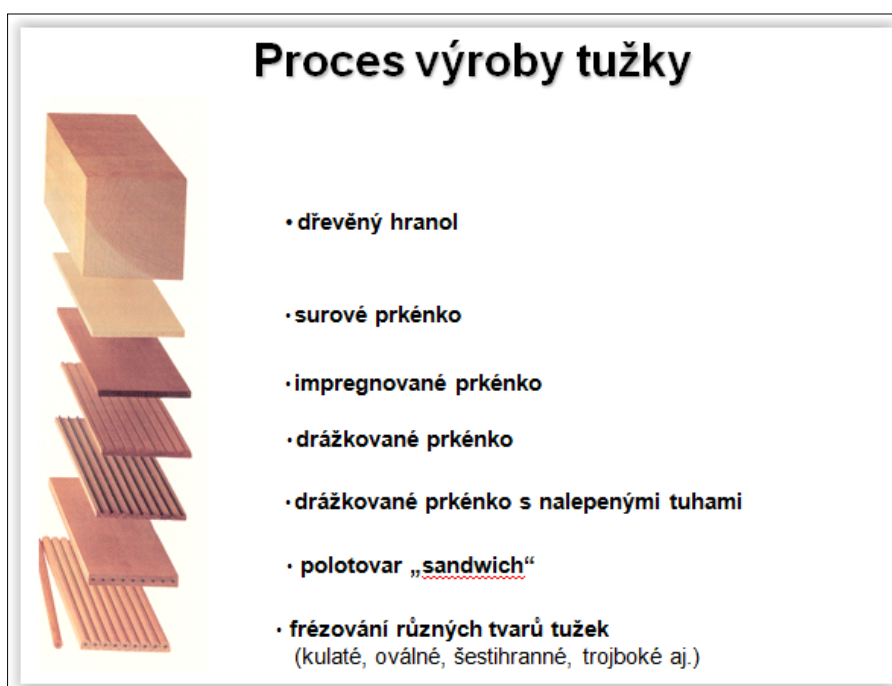 Proces výroby tužky
• dřevěný hranol
• surové prkénko
• impregnované prkénko
• drážkované prkénko
• drážkované prkénko s nalepenými tuhami
• polotovar „sandwich“
• frézování různých tvarů tužek
(kulaté, oválné, šestihranné, trojboké aj.)